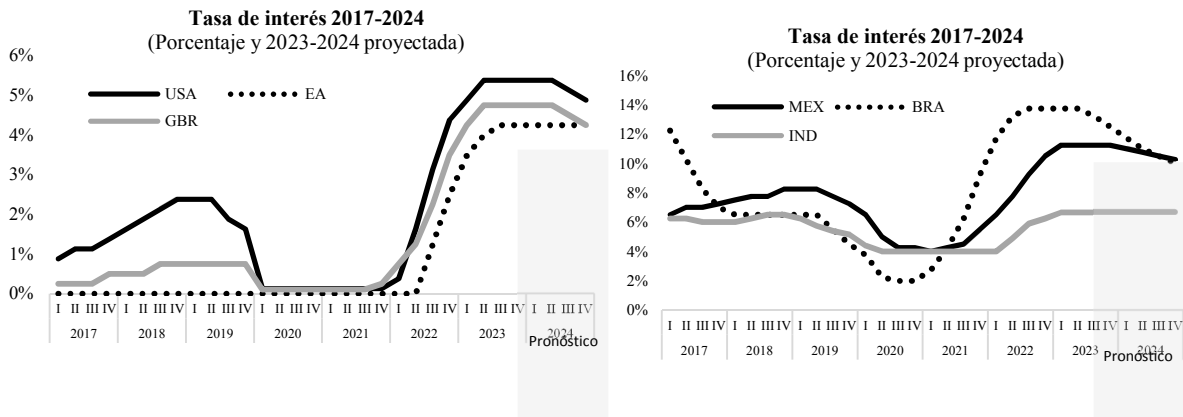 Tasa de interés 2017-2024
(Porcentaje y 2023-2024 proyectada)
6%
5%
4%
3%
2%
1%
0%
USA
EA
GBR
I II III IV I II III IV I II III IV I II III IV I II III IV I II III IV I II III IV I II III IV
2017 2018 2019 2020 2021 2022 2023 2024
Pronóstico
Tasa de interés 2017-2024
(Porcentaje y 2023-2024 proyectada)
16%
14%
12%
10%
8%
6%
4%
2%
0%
MEX
BRA
IND
I II III IV I II III IV I II III IV I II III IV I II III IV I II III IV I II III IV I II III IV
2017 2018 2019 2020 2021 2022 2023 2024
Pronóstico